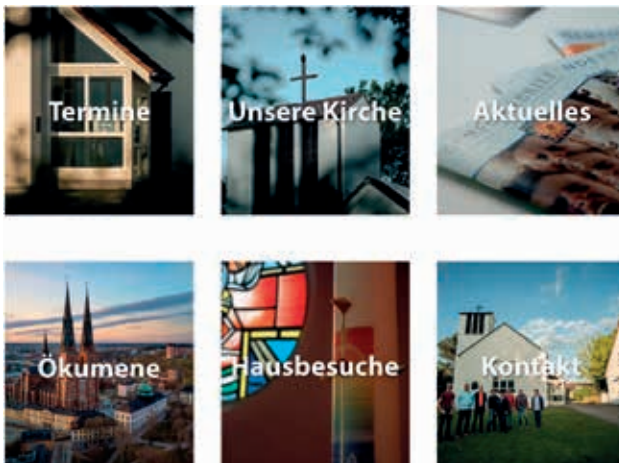 Termine
Unsere Kirche
Aktuelles
Ökumene
Hausbesuche
Kontakt